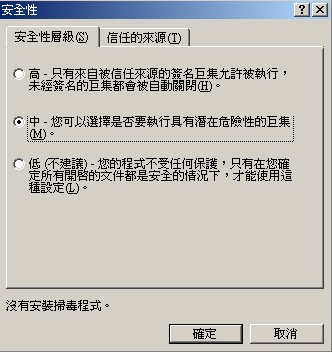 安全性
安全性層級(S)
信任的來源(T)
高 - 只有來自被信任來源的簽名巨集允許被執行，
未經簽名的巨集都會被自動關閉(H)。
中 - 您可以選擇是否要執行具有潛在危險性的巨集
(M)。
低 (不建議) - 您的程式不受任何保護，只有在您確
定所有開啓的文件都是安全的情況下，才能使用這
種設定(L)。
沒有安裝掃毒程式。
確定
取消